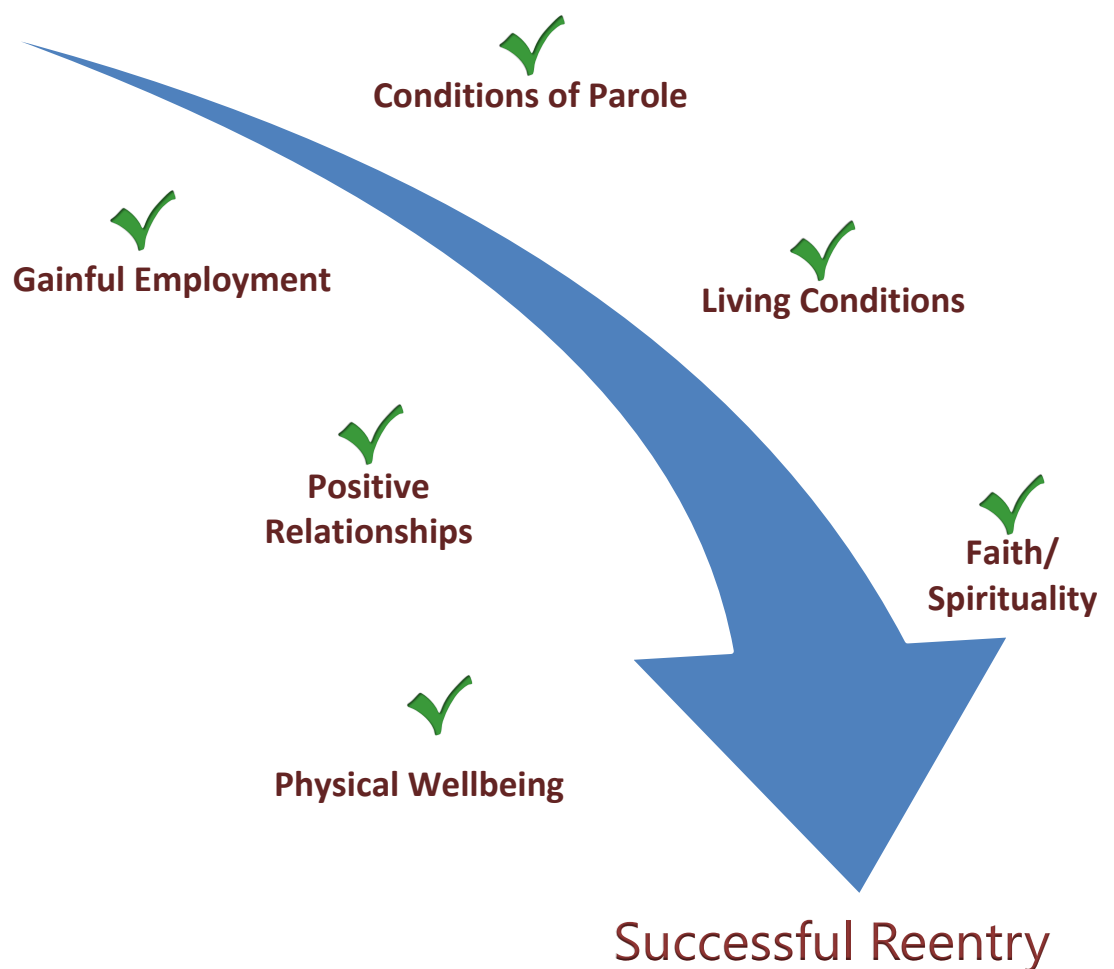 Conditions of Parole
Gainful Employment
Living Conditions
Positive
Relationships
Faith/
Spirituality
Physical Wellbeing
Successful Reentry